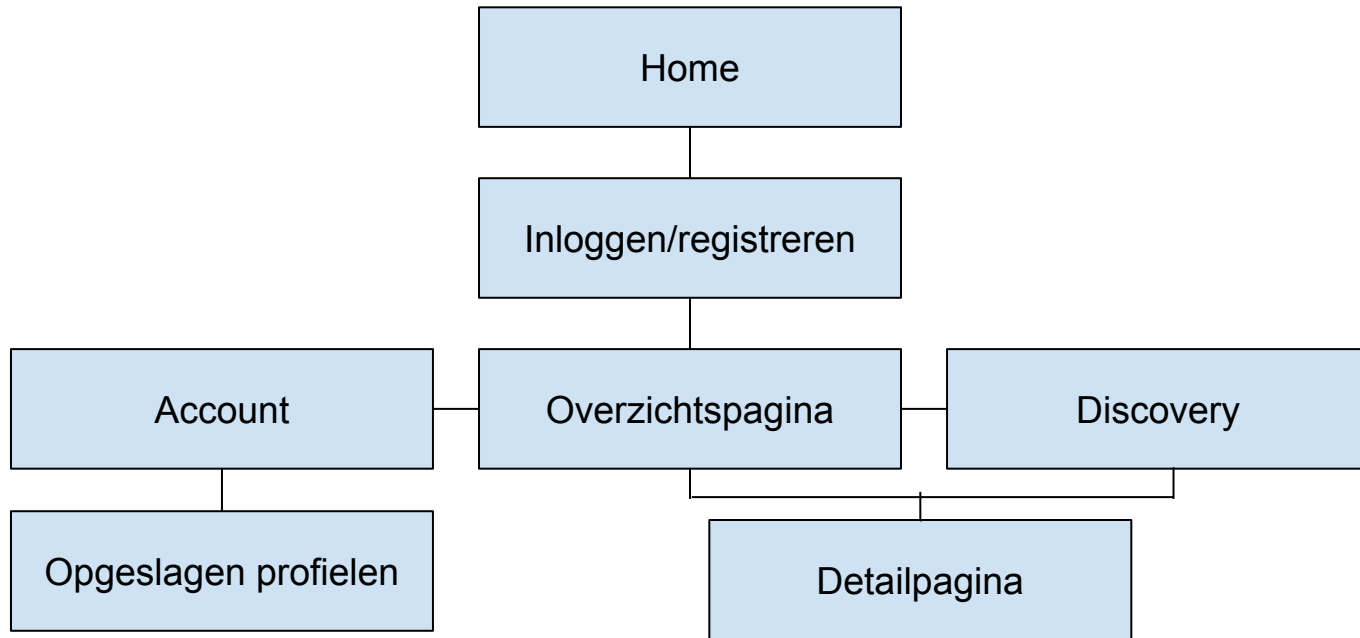 Home
Inloggen/registreren
Account
Overzichtspagina
Discovery
Opgeslagen profielen
Detailpagina